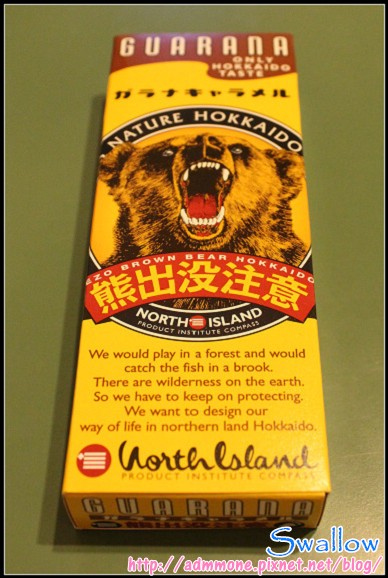 GUARANA
ONLY
HOKKAIDO
TASTE
ガラナキャラメル
NATURE HOKKAIDO
EZO BROWN BEAR HOKKAIDO
熊出没注意
NORTH ISLAND
PRODUCT INSTITUTE COMPASS
We would play in a forest and would
catch the fish in a brook.
There are wilderness on the earth.
So we have to keep on protecting.
We want to design our
way of life in northern land Hokkaido.
North Island
PRODUCT INSTITUTE COMPASS
GUARANA
Swallow
http://admmone.pixnet.net/blog/